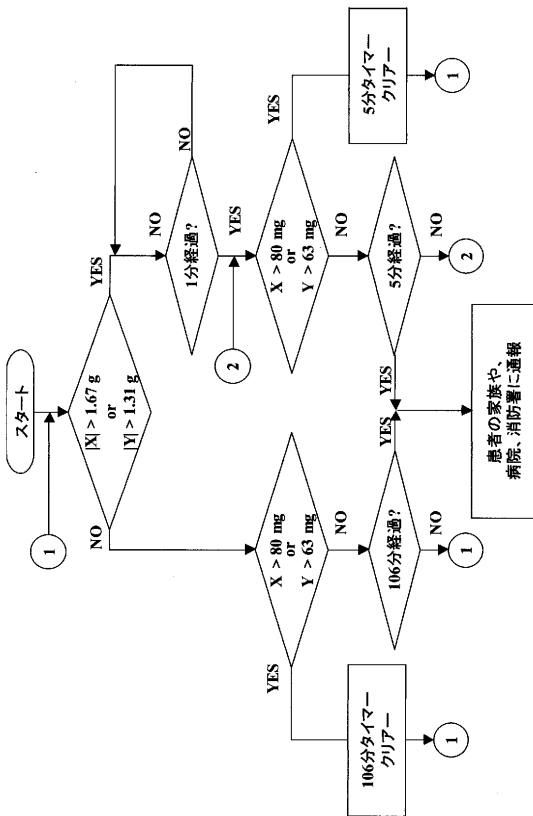 スタート
1
|X| > 1.67 g
or
|Y| > 1.31 g
YES
NO
NO
NO
1分経過?
YES
2
X > 80 mg
or
Y > 63 mg
YES
NO
5分タイマー
クリアー
1
5分経過?
YES
NO
2
X > 80 mg
or
Y > 63 mg
YES
NO
106分タイマー
クリアー
1
106分経過?
YES
NO
1
患者の家族や、
病院、消防署に通報